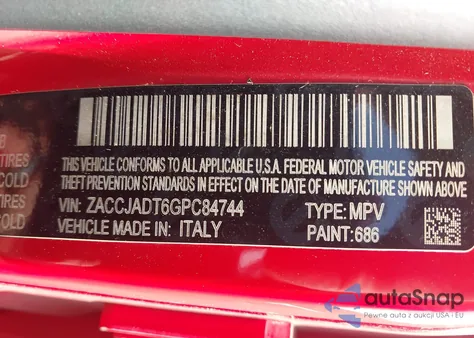 B
TIRES
COLD
TIRES
COLD
THIS VEHICLE CONFORMS TO ALL APPLICABLE U.S.A. FEDERAL MOTOR VEHICLE SAFETY AND
THEFT PREVENTION STANDARDS IN EFFECT ON THE DATE OF MANUFACTURE SHOWN ABOVE.
VIN: ZACCJADT6GPC84744 TYPE: MPV
VEHICLE MADE IN: ITALY PAINT: 686
autoSnap
Pewne auta z aukcji USA i EU